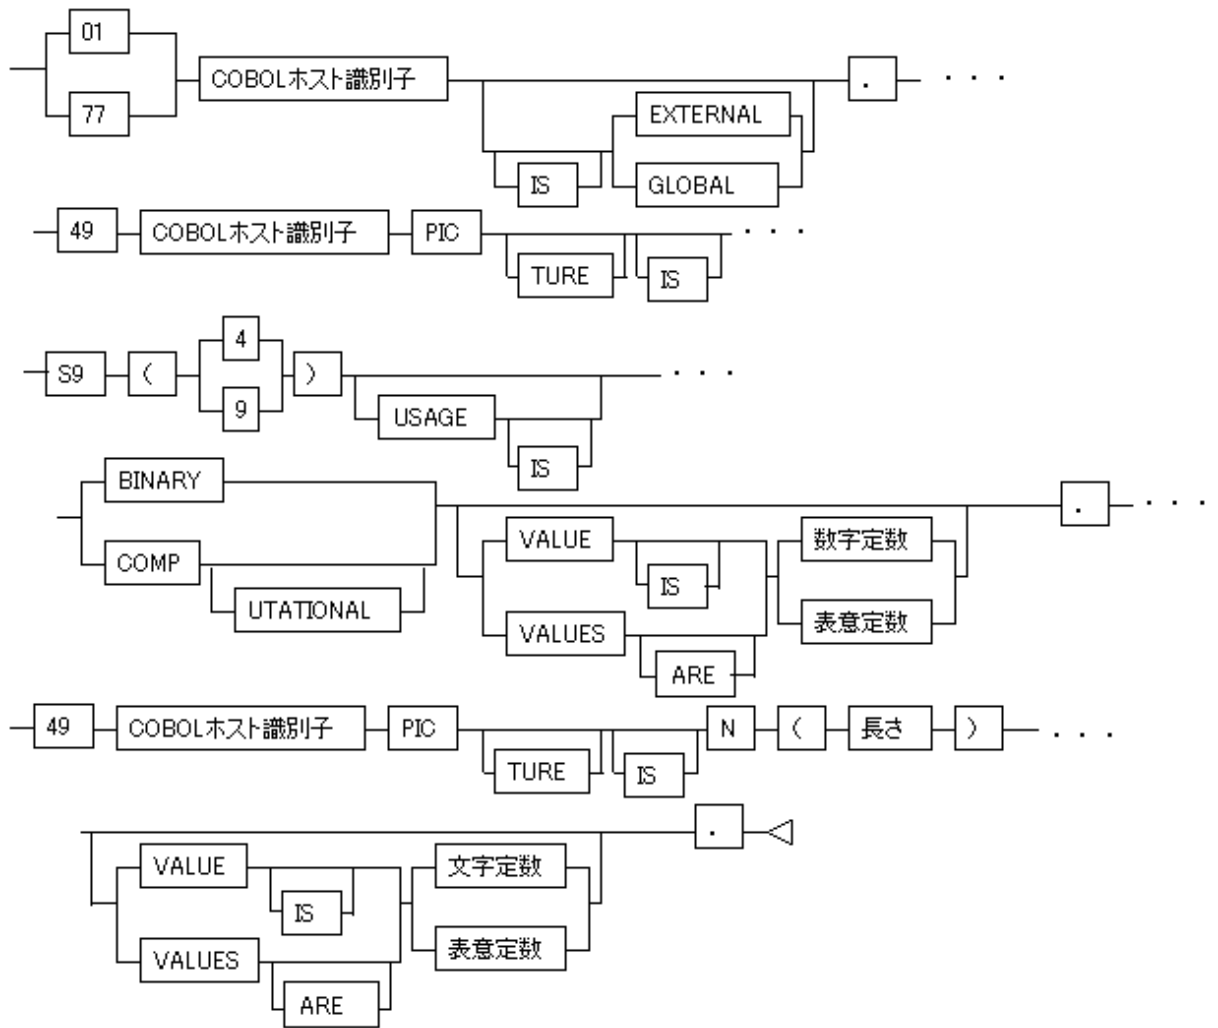 01
77
COBOLホスト識別子
.
・・・
EXTERNAL
IS
GLOBAL
49
COBOLホスト識別子
PIC
・・・
TURE
IS
S9
(
4
9
)
・・・
USAGE
IS
BINARY
COMP
UTATIONAL
VALUE
IS
VALUES
ARE
数字定数
表意定数
.
・・・
49
COBOLホスト識別子
PIC
TURE
IS
N
(
長さ
)
・・・
VALUE
IS
VALUES
ARE
文字定数
表意定数
.